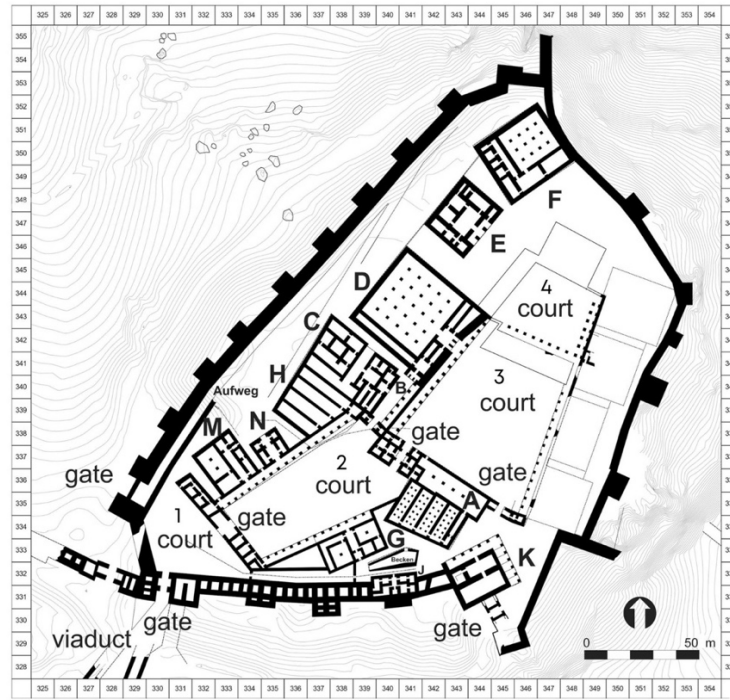 325 326 327 328 329 330 331 332 333 334 335 336 337 338 339 340 341 342 343 344 345 346 347 348 349 350 351 352 353 354
355
354
353
352
351
350
349
348
347
346
345
344
343
342
341
340
339
338
337
336
335
334
333
332
331
330
329
328
F
E
D
4
court
C
B
H
3
court
Aufweg
M
N
gate
2
court
gate
gate
A
1
court
gate
G
Becken
J
K
viaduct
gate
gate
0 50 m
325 326 327 328 329 330 331 332 333 334 335 336 337 338 339 340 341 342 343 344 345 346 347 348 349 350 351 352 353 354